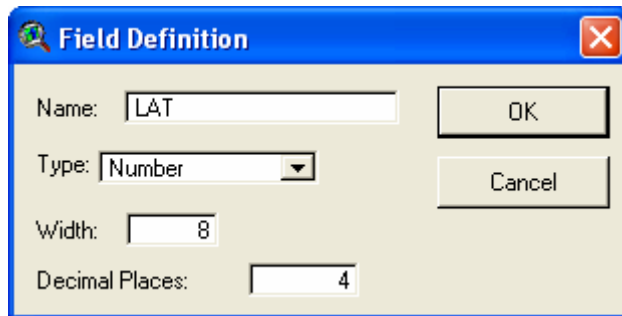 Field Definition
Name: LAT
OK
Type: Number
Cancel
Width: 8
Decimal Places: 4